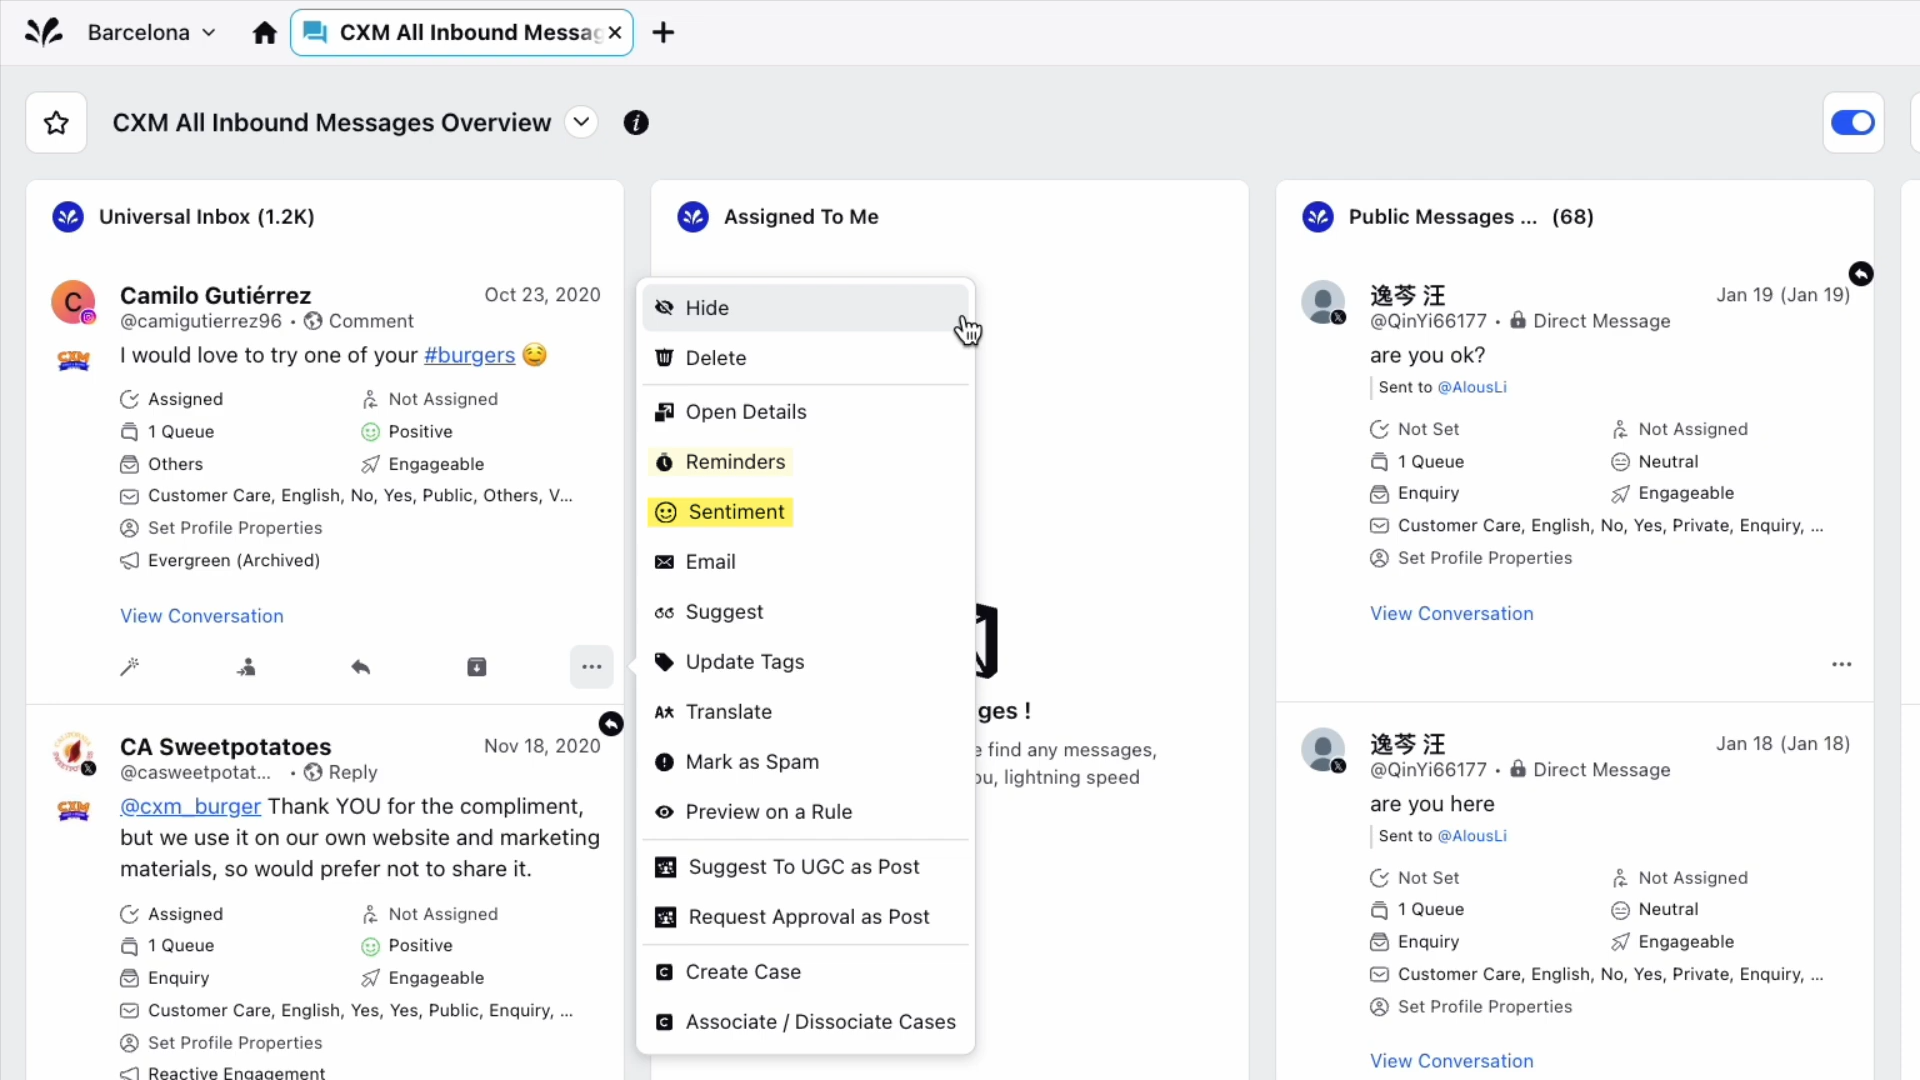 Barcelona
CXM All Inbound Messag
CXM All Inbound Messages Overview
Universal Inbox (1.2K)
Camilo Gutiérrez
Oct 23, 2020
@camigutierrez96 • Comment
I would love to try one of your #burgers 😋
Assigned
Not Assigned
1 Queue
Positive
Others
Engageable
Customer Care, English, No, Yes, Public, Others, V...
Set Profile Properties
Evergreen (Archived)
View Conversation
CA Sweetpotatoes
Nov 18, 2020
@casweetpotat... • Reply
@cxm_burger Thank YOU for the compliment,
but we use it on our own website and marketing
materials, so would prefer not to share it.
Assigned
Not Assigned
1 Queue
Positive
Enquiry
Engageable
Customer Care, English, Yes, Yes, Public, Enquiry, ...
Set Profile Properties
Reactive Engagement
Assigned To Me
Hide
Delete
Open Details
Reminders
Sentiment
Email
Suggest
Update Tags
Translate
Mark as Spam
Preview on a Rule
Suggest To UGC as Post
Request Approval as Post
Create Case
Associate / Dissociate Cases
ges !
find any messages,
ou, lightning speed
Public Messages ... (68)
逸芩 汪
Jan 19 (Jan 19)
@QinYi66177 • Direct Message
are you ok?
Sent to @AlousLi
Not Set
Not Assigned
1 Queue
Neutral
Enquiry
Engageable
Customer Care, English, No, Yes, Private, Enquiry, ...
Set Profile Properties
View Conversation
逸芩 汪
Jan 18 (Jan 18)
@QinYi66177 • Direct Message
are you here
Sent to @AlousLi
Not Set
Not Assigned
1 Queue
Neutral
Enquiry
Engageable
Customer Care, English, No, Yes, Private, Enquiry, ...
Set Profile Properties
View Conversation